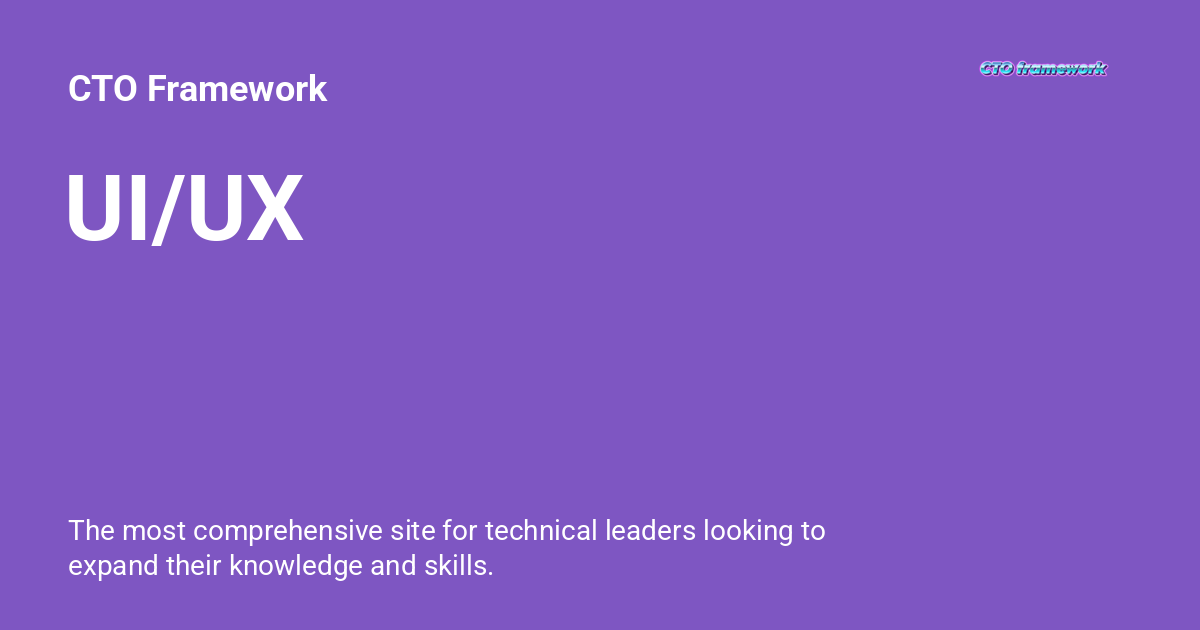 CTO Framework
CTO framework
UI/UX
The most comprehensive site for technical leaders looking to
expand their knowledge and skills.